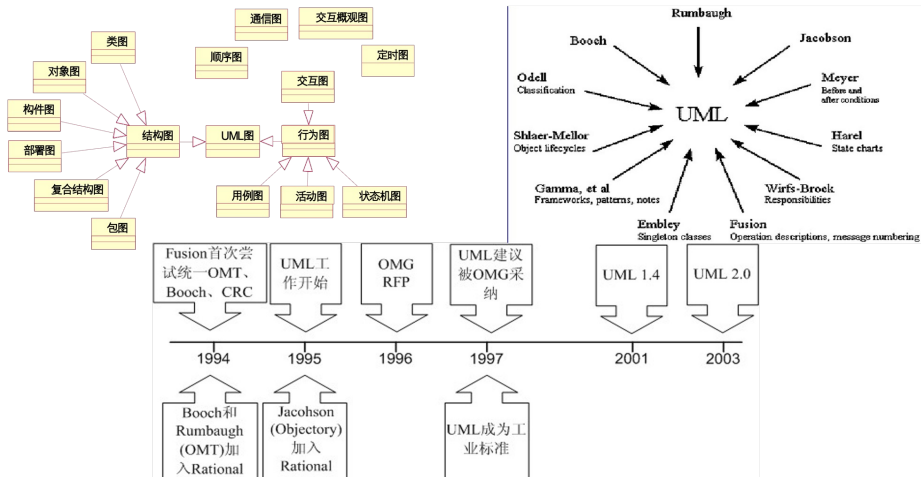 类图
对象图
构件图
部署图
复合结构图
包图
结构图
UML图
行为图
通信图
交互概观图
顺序图
定时图
交互图
用例图
活动图
状态机图
Rumbaugh
Booch
Jacobson
Odell
Classification
Meyer
Before and
after conditions
UML
Shlaer-Mellor
Object lifecycles
Harel
State charts
Gamma, et al
Frameworks, patterns, notes
Wirfs-Brock
Responsibilities
Embley
Singleton classes
Fusion
Operation descriptions, message numbering
Fusion首次尝
试统一OMT、
Booch、CRC
UML工
作开始
OMG
RFP
UML建议
被OMG采
纳
UML 1.4
UML 2.0
1994
1995
1996
1997
2001
2003
Booch和
Rumbaugh
(OMT)加
入Rational
Jacohson
(Objectory)
加入
Rational
UML成为工
业标准